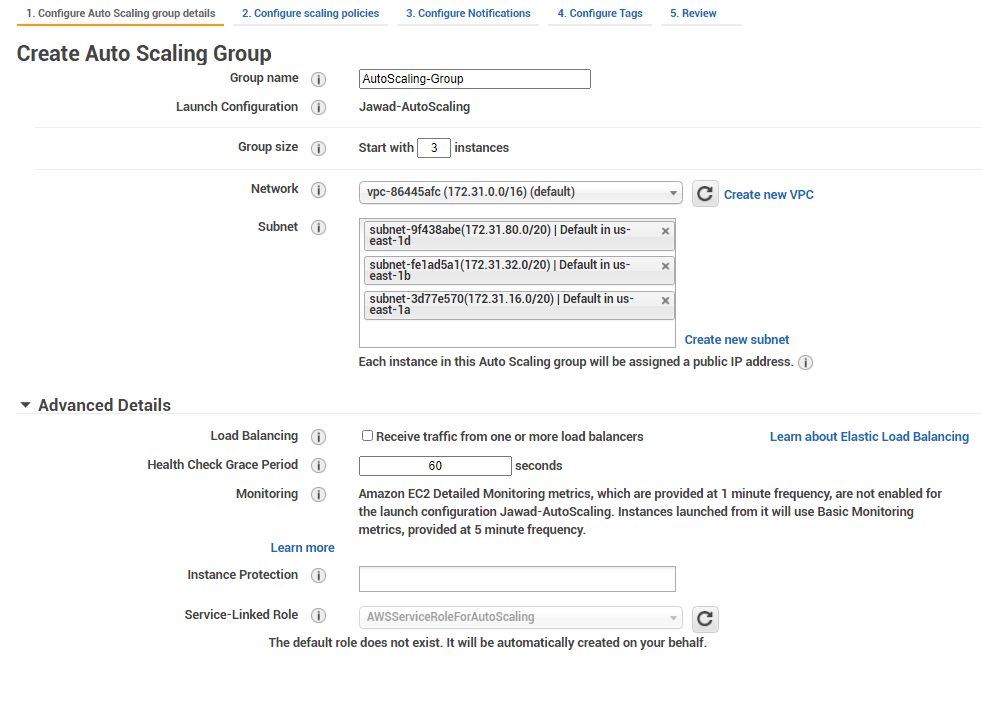 1. Configure Auto Scaling group details 2. Configure scaling policies 3. Configure Notifications 4. Configure Tags 5. Review
Create Auto Scaling Group
Group name i AutoScaling-Group
Launch Configuration i Jawad-AutoScaling
Group size i Start with 3 instances
Network i vpc-86445afc (172.31.0.0/16) (default) Create new VPC
Subnet i subnet-9f438abe(172.31.80.0/20) | Default in us-
east-1d
subnet-fe1ad5a1(172.31.32.0/20) | Default in us-
east-1b
subnet-3d77e570(172.31.16.0/20) | Default in us-
east-1a
Create new subnet
Each instance in this Auto Scaling group will be assigned a public IP address. i
Advanced Details
Load Balancing i Receive traffic from one or more load balancers Learn about Elastic Load Balancing
Health Check Grace Period i 60 seconds
Monitoring i Amazon EC2 Detailed Monitoring metrics, which are provided at 1 minute frequency, are not enabled for
the launch configuration Jawad-AutoScaling. Instances launched from it will use Basic Monitoring
metrics, provided at 5 minute frequency.
Learn more
Instance Protection i
Service-Linked Role i AWSServiceRoleForAutoScaling
The default role does not exist. It will be automatically created on your behalf.